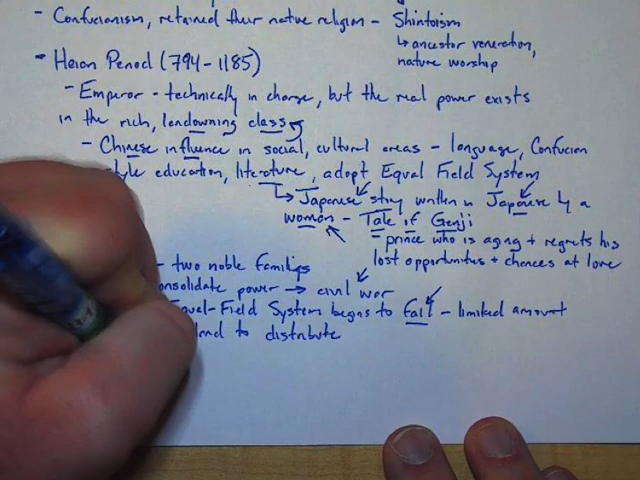 - Confucianism, retained their native religion - Shintoism
↳ ancestor veneration,
nature worship
- Heian Period (794-1185)
- Emperor - technically in charge, but the real power exists
in the rich, landowning class
- Chinese influence in social, cultural areas - language, Confucian
style education, literature, adopt Equal Field System
↳ Japanese story written in Japanese by a
woman - Tale of Genji
= prince who is aging + regrets his
lost opportunities + chances at love
- two noble families
consolidate power → civil war
Equal-Field System begins to fail - limited amount
land to distribute